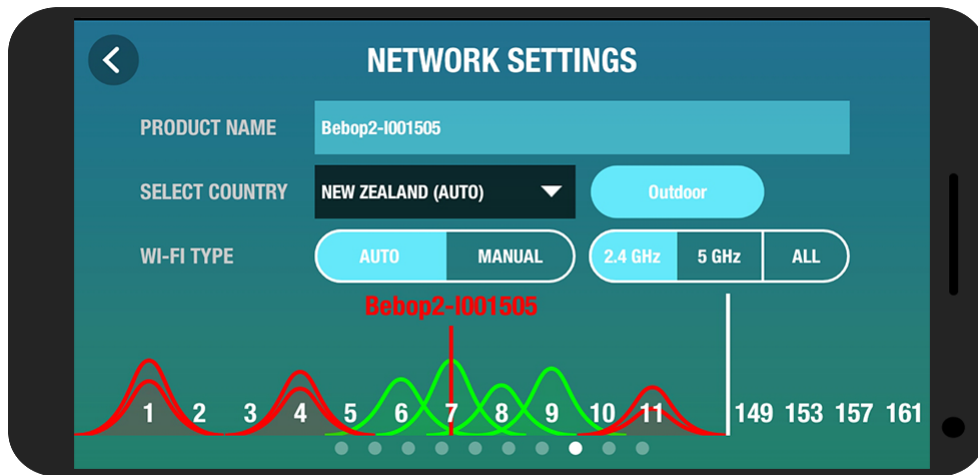 NETWORK SETTINGS
PRODUCT NAME Bebop2-I001505
SELECT COUNTRY NEW ZEALAND (AUTO) Outdoor
WI-FI TYPE AUTO MANUAL 2.4 GHz 5 GHz ALL
Bebop2-I001505
1 2 3 4 5 6 7 8 9 10 11 149 153 157 161